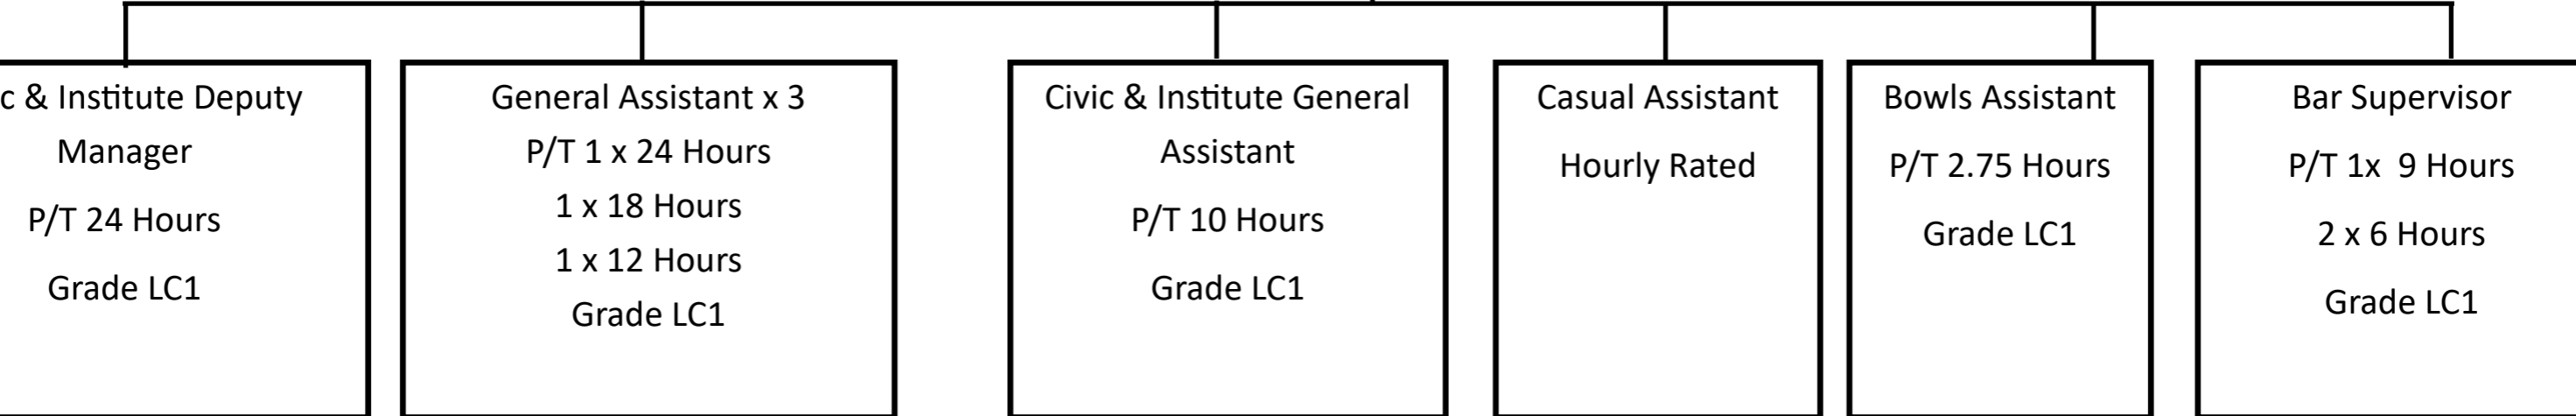 c & Institute Deputy
Manager
P/T 24 Hours
Grade LC1
General Assistant x 3
P/T 1 x 24 Hours
1 x 18 Hours
1 x 12 Hours
Grade LC1
Civic & Institute General
Assistant
P/T 10 Hours
Grade LC1
Casual Assistant
Hourly Rated
Bowls Assistant
P/T 2.75 Hours
Grade LC1
Bar Supervisor
P/T 1x  9 Hours
2 x 6 Hours
Grade LC1